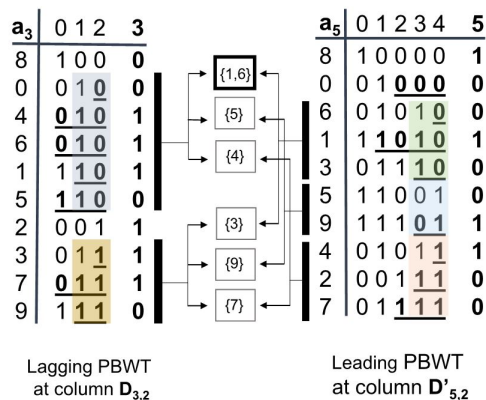 a3 0 1 2 3
8 1 0 0 0
0 0 1 0 0
4 0 1 0 1
6 0 1 0 1
1 1 1 0 1
5 1 1 0 0
2 0 0 1 1
3 0 1 1 1
7 0 1 1 1
9 1 1 1 0
Lagging PBWT
at column D3,2
{1,6}
{5}
{4}
{3}
{9}
{7}
a5 0 1 2 3 4 5
8 1 0 0 0 0 1
0 0 1 0 0 0 0
6 0 1 0 1 0 0
1 1 1 0 1 0 1
3 0 1 1 1 0 0
5 1 1 0 0 1 0
9 1 1 1 0 1 1
4 0 1 0 1 1 1
2 0 0 1 1 1 0
7 0 1 1 1 1 0
Leading PBWT
at column D'5,2